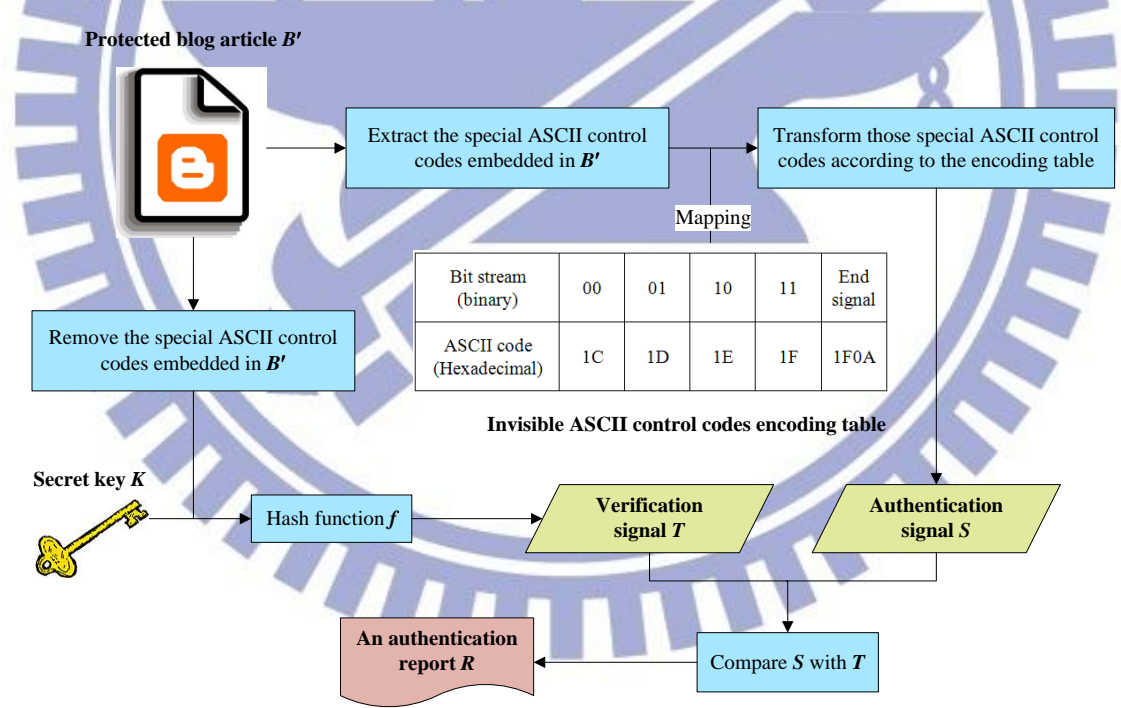 Protected blog article B′
Extract the special ASCII control
codes embedded in B′
Transform those special ASCII control
codes according to the encoding table
Mapping
Bit stream
(binary)
00
01
10
11
End
signal
ASCII code
(Hexadecimal)
1C
1D
1E
1F
1F0A
Invisible ASCII control codes encoding table
Remove the special ASCII control
codes embedded in B′
Secret key K
Hash function f
Verification
signal T
Authentication
signal S
An authentication
report R
Compare S with T